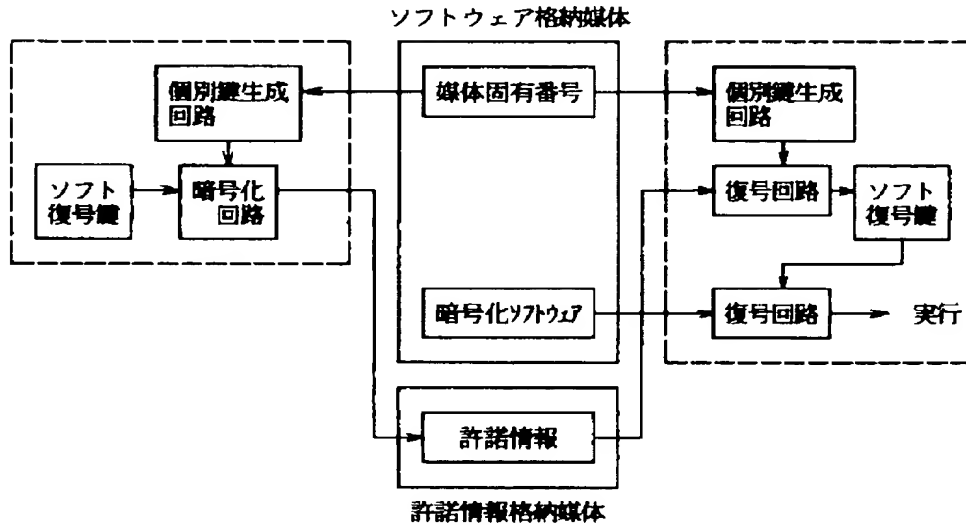 ソフトウェア格納媒体
個別鍵生成
回路
媒体固有番号
個別鍵生成
回路
ソフト
復号鍵
暗号化
回路
復号回路
ソフト
復号鍵
暗号化ソフトウェア
復号回路
実行
許諾情報
許諾情報格納媒体